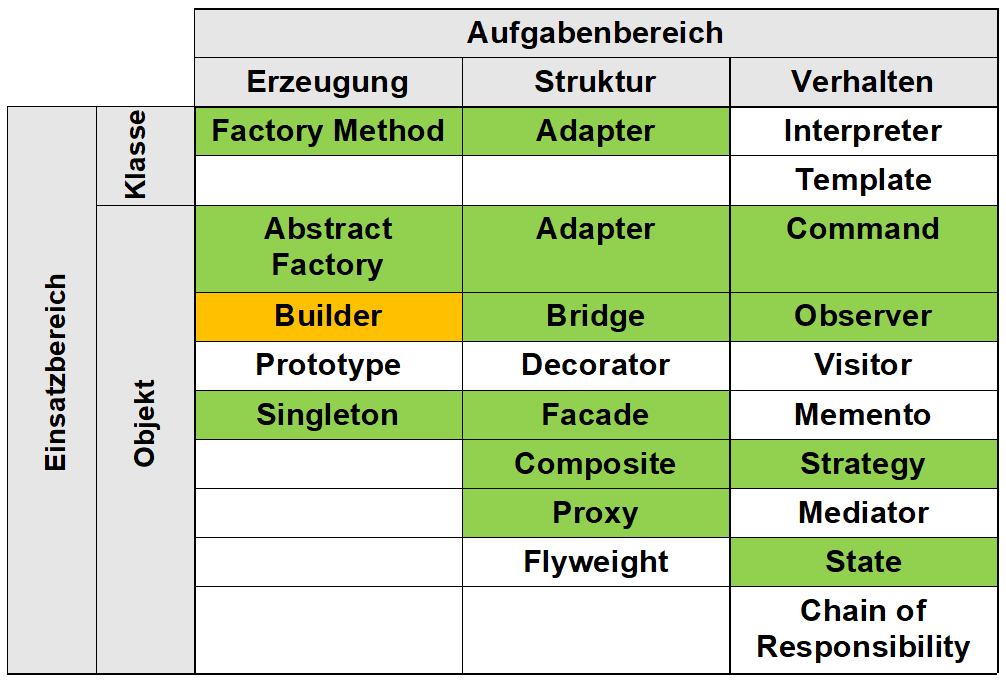 Aufgabenbereich
Erzeugung Struktur Verhalten
Einsatzbereich
Klasse
Factory Method Adapter Interpreter
Template
Objekt
Abstract Factory Adapter Command
Builder Bridge Observer
Prototype Decorator Visitor
Singleton Facade Memento
Composite Strategy
Proxy Mediator
Flyweight State
Chain of
Responsibility